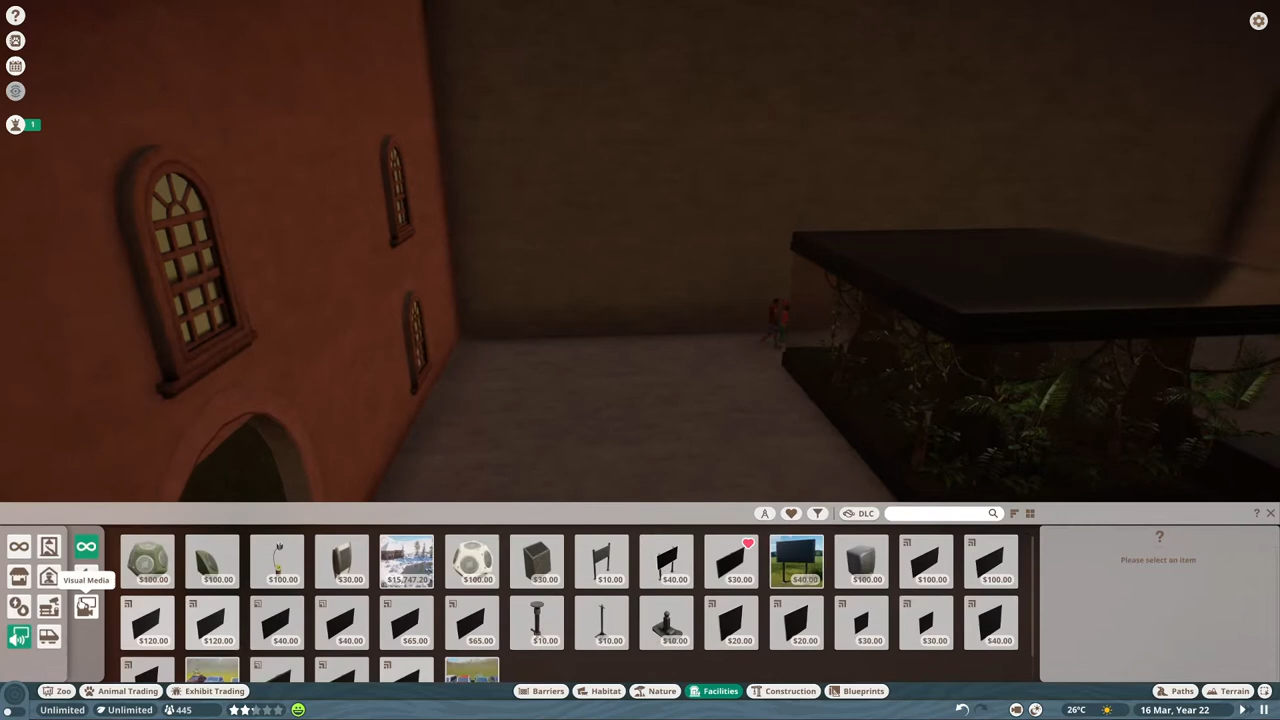 ?
1
DLC
? ×
Visual Media
$100.00 $100.00 $100.00 $30.00 $15,747.20 $100.00 $30.00 $10.00 $40.00 $30.00 $40.00 $100.00 $100.00 $100.00
$120.00 $120.00 $40.00 $40.00 $65.00 $65.00 $10.00 $10.00 $10.00 $20.00 $20.00 $30.00 $30.00 $40.00
?
Please select an item
Zoo Animal Trading Exhibit Trading Barriers Habitat Nature Facilities Construction Blueprints Paths Terrain
Unlimited Unlimited 445 26°C 16 Mar, Year 22